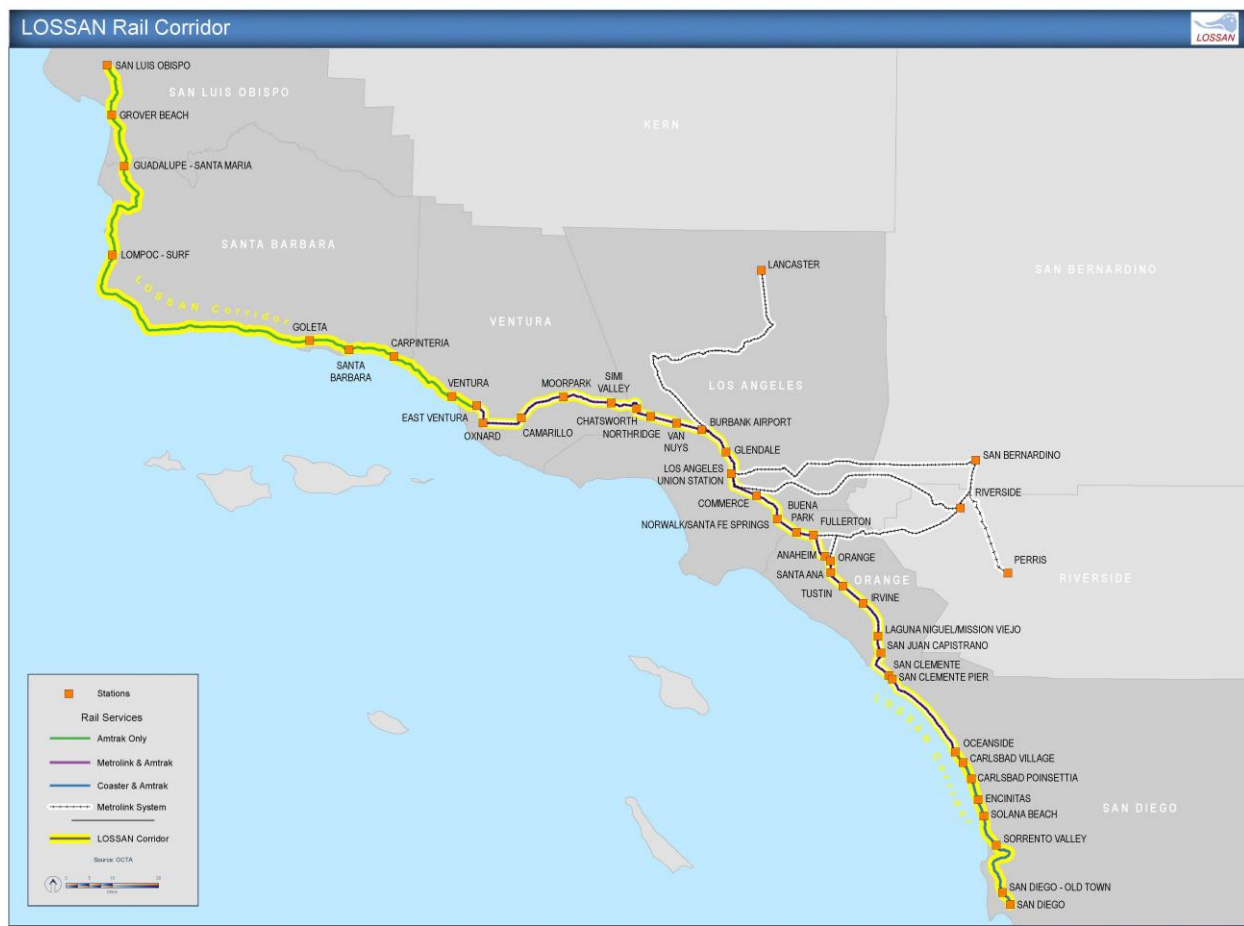 LOSSAN Rail Corridor
LOSSAN
SAN LUIS OBISPO
SAN LUIS OBISPO
GROVER BEACH
KERN
GUADALUPE - SANTA MARIA
SANTA BARBARA
LOMPOC - SURF
LANCASTER
SAN BERNARDINO
LOSSAN Corridor
VENTURA
GOLETA
CARPINTERIA
SANTA
BARBARA
SIMI
VALLEY
MOORPARK
LOS ANGELES
VENTURA
EAST VENTURA
OXNARD
CAMARILLO
CHATSWORTH
NORTHRIDGE
VAN
NUYS
BURBANK AIRPORT
GLENDALE
SAN BERNARDINO
LOS ANGELES
UNION STATION
COMMERCE
RIVERSIDE
BUENA
PARK
NORWALK/SANTA FE SPRINGS
FULLERTON
ANAHEIM
ORANGE
SANTA ANA
ORANGE
PERRIS
RIVERSIDE
TUSTIN
IRVINE
LAGUNA NIGUEL/MISSION VIEJO
SAN JUAN CAPISTRANO
SAN CLEMENTE
SAN CLEMENTE PIER
LOSSAN Corridor
OCEANSIDE
CARLSBAD VILLAGE
CARLSBAD POINSETTIA
ENCINITAS
SAN DIEGO
SOLANA BEACH
SORRENTO VALLEY
SAN DIEGO - OLD TOWN
SAN DIEGO
Stations
Rail Services
Amtrak Only
Metrolink & Amtrak
Coaster & Amtrak
Metrolink System
LOSSAN Corridor
Source: OCTA
0 5 10 20